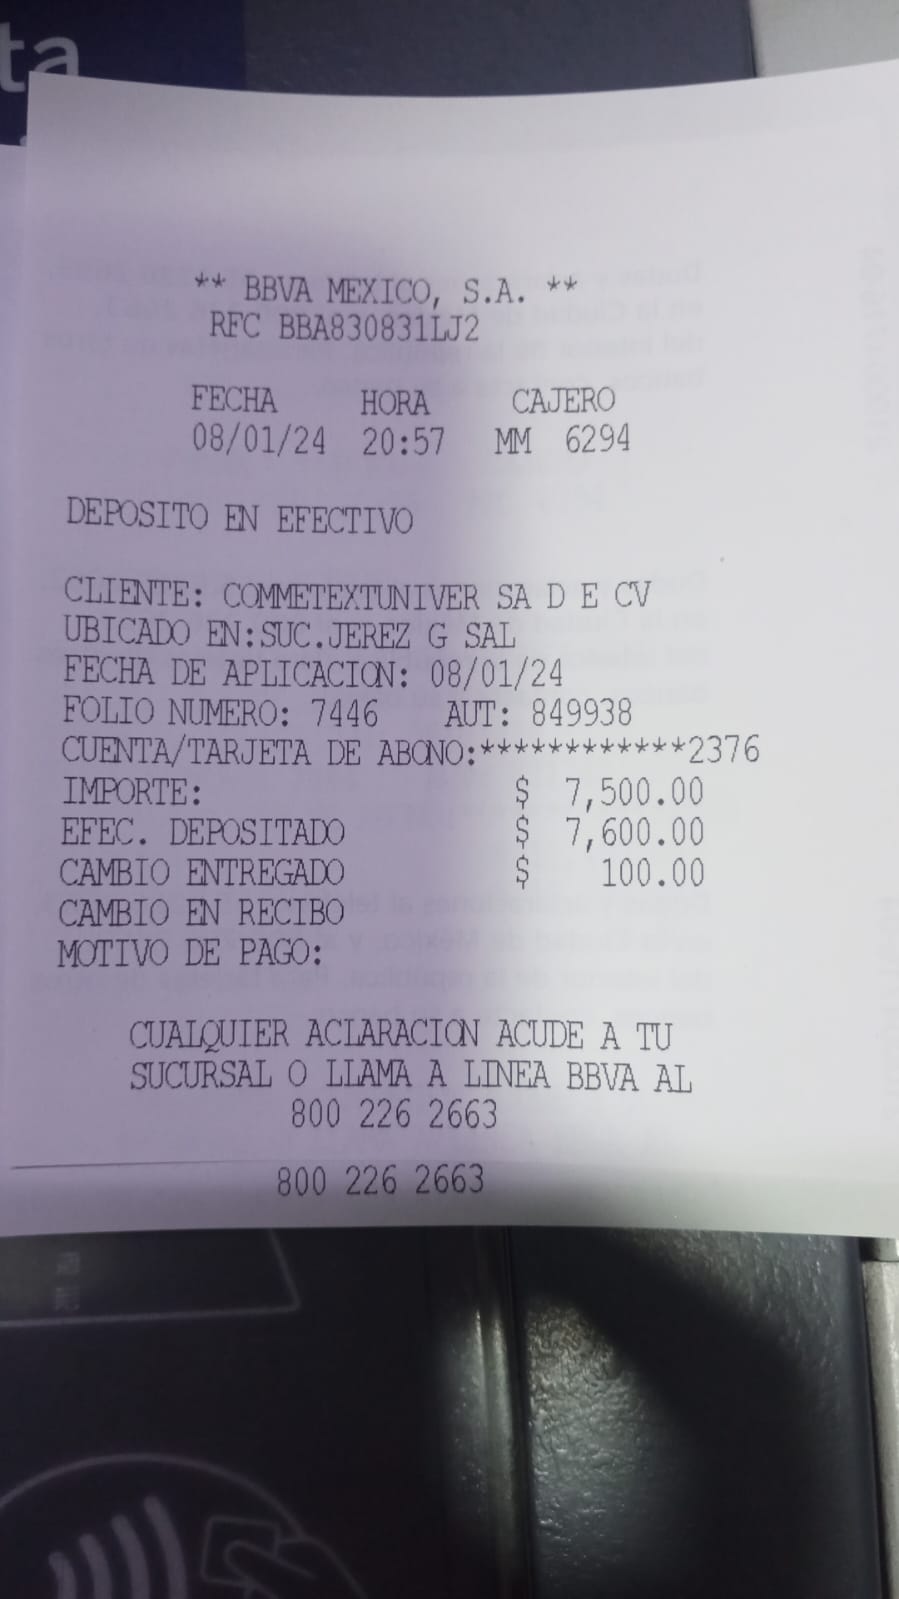 ta
** BBVA MEXICO, S.A. **
RFC BBA830831LJ2
FECHA HORA CAJERO
08/01/24 20:57 MM 6294
DEPOSITO EN EFECTIVO
CLIENTE: COMMETEXTUNIVER SA D E CV
UBICADO EN:SUC.JEREZ G SAL
FECHA DE APLICACION: 08/01/24
FOLIO NUMERO: 7446 AUT: 849938
CUENTA/TARJETA DE ABONO:************2376
IMPORTE: $ 7,500.00
EFEC. DEPOSITADO $ 7,600.00
CAMBIO ENTREGADO $ 100.00
CAMBIO EN RECIBO
MOTIVO DE PAGO:
CUALQUIER ACLARACION ACUDE A TU
SUCURSAL O LLAMA A LINEA BBVA AL
800 226 2663
800 226 2663